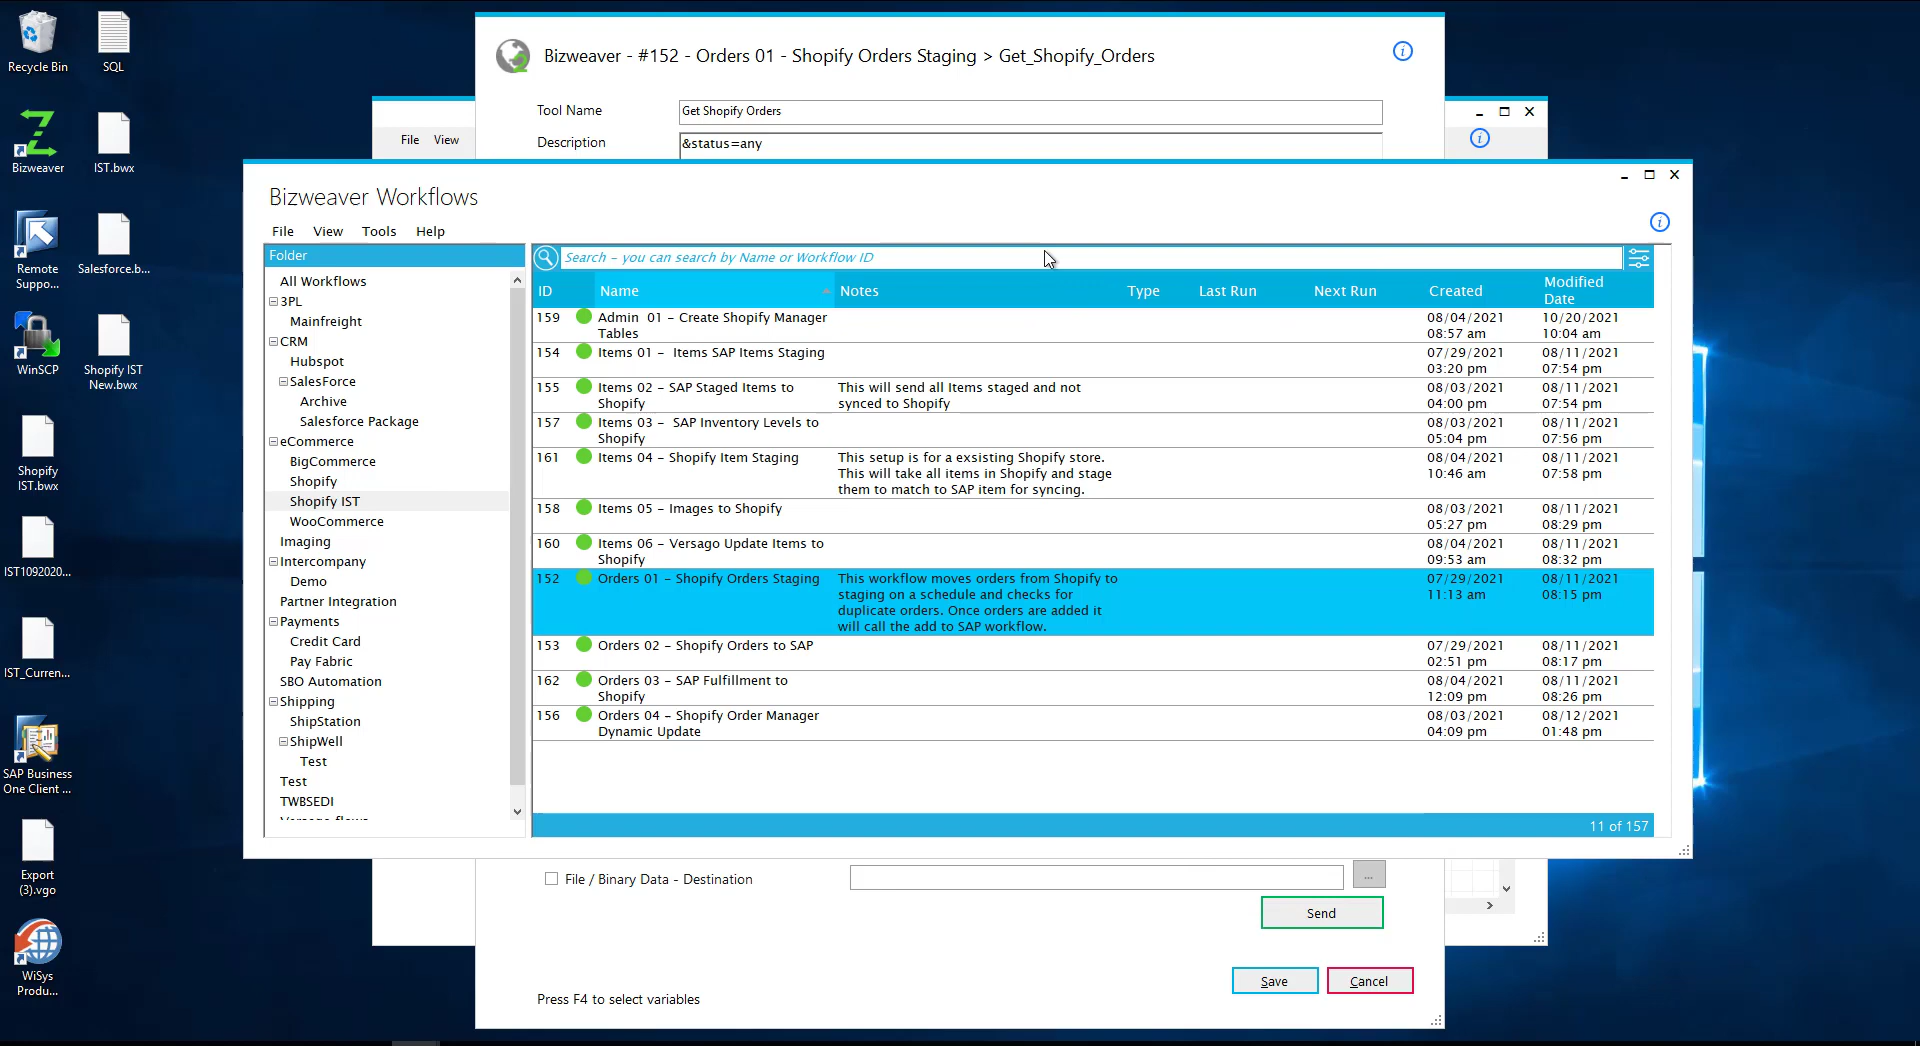 Recycle Bin
SQL
Bizweaver
IST.bwx
Remote
Suppo...
Salesforce.b...
WinSCP
Shopify IST
New.bwx
Shopify
IST.bwx
IST1092020...
IST_Curren...
SAP Business
One Client ...
Export
(3).vgo
WiSys
Produ...
Bizweaver - #152 - Orders 01 - Shopify Orders Staging > Get_Shopify_Orders
Tool Name
Get Shopify Orders
Description
&status=any
File View
Bizweaver Workflows
File View Tools Help
Folder
All Workflows
3PL
Mainfreight
CRM
Hubspot
SalesForce
Archive
Salesforce Package
eCommerce
BigCommerce
Shopify
Shopify IST
WooCommerce
Imaging
Intercompany
Demo
Partner Integration
Payments
Credit Card
Pay Fabric
SBO Automation
Shipping
ShipStation
ShipWell
Test
Test
TWBSEDI
Search - you can search by Name or Workflow ID
ID Name Notes Type Last Run Next Run Created Modified
Date
159 Admin 01 - Create Shopify Manager 08/04/2021 10/20/2021
Tables 08:57 am 10:04 am
154 Items 01 - Items SAP Items Staging 07/29/2021 08/11/2021
03:20 pm 07:54 pm
155 Items 02 - SAP Staged Items to This will send all Items staged and not 08/03/2021 08/11/2021
Shopify synced to Shopify 04:00 pm 07:54 pm
157 Items 03 - SAP Inventory Levels to 08/03/2021 08/11/2021
Shopify 05:04 pm 07:56 pm
161 Items 04 - Shopify Item Staging This setup is for a exsisting Shopify store. 08/04/2021 08/11/2021
This will take all items in Shopify and stage 10:46 am 07:58 pm
them to match to SAP item for syncing.
158 Items 05 - Images to Shopify 08/03/2021 08/11/2021
05:27 pm 08:29 pm
160 Items 06 - Versago Update Items to 08/04/2021 08/11/2021
Shopify 09:53 am 08:32 pm
152 Orders 01 - Shopify Orders Staging This workflow moves orders from Shopify to 07/29/2021 08/11/2021
staging on a schedule and checks for 11:13 am 08:15 pm
duplicate orders. Once orders are added it
will call the add to SAP workflow.
153 Orders 02 - Shopify Orders to SAP 07/29/2021 08/11/2021
02:51 pm 08:17 pm
162 Orders 03 - SAP Fulfillment to 08/04/2021 08/11/2021
Shopify 12:09 pm 08:26 pm
156 Orders 04 - Shopify Order Manager 08/03/2021 08/12/2021
Dynamic Update 04:09 pm 01:48 pm
11 of 157
File / Binary Data - Destination
...
Send
Save Cancel
Press F4 to select variables